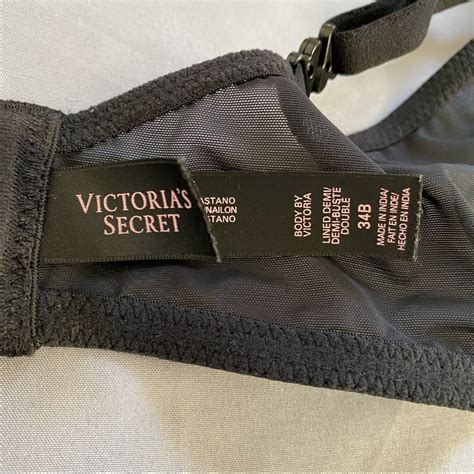 VICTORIA'S
SECRET
ASTANO
NAILON
STANO
BODY BY
VICTORIA
LINED DEMI/
DEMI-BUSTE
DOUBLE
34B
MADE IN INDIA/
FAIT EN INDE/
HECHO EN INDIA